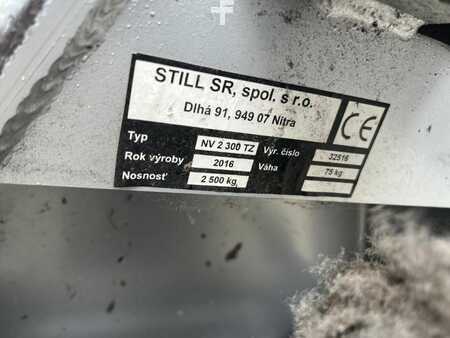 STILL SR, spol. s r.o.
Dlhá 91, 949 07 Nitra
CE
Typ NV 2 300 TZ Výr. číslo 32516
Rok výroby 2016 Váha 75 kg
Nosnosť 2 500 kg